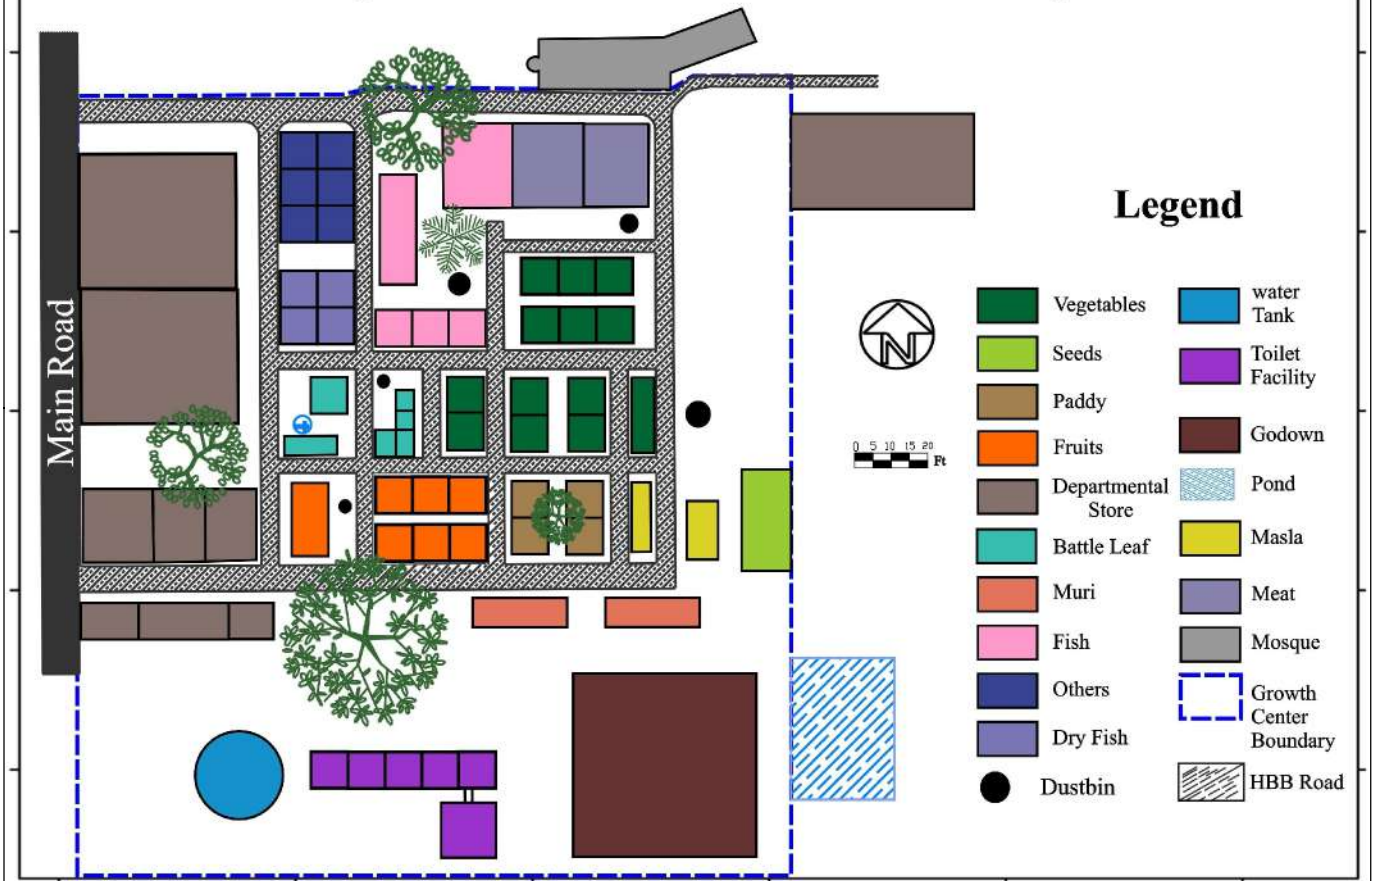 Main Road
Legend
Vegetables
Seeds
Paddy
Fruits
Departmental
Store
Battle Leaf
Muri
Fish
Others
Dry Fish
Dustbin
water
Tank
Toilet
Facility
Godown
Pond
Masla
Meat
Mosque
Growth
Center
Boundary
HBB Road
N
0 5 10 15 20
Ft